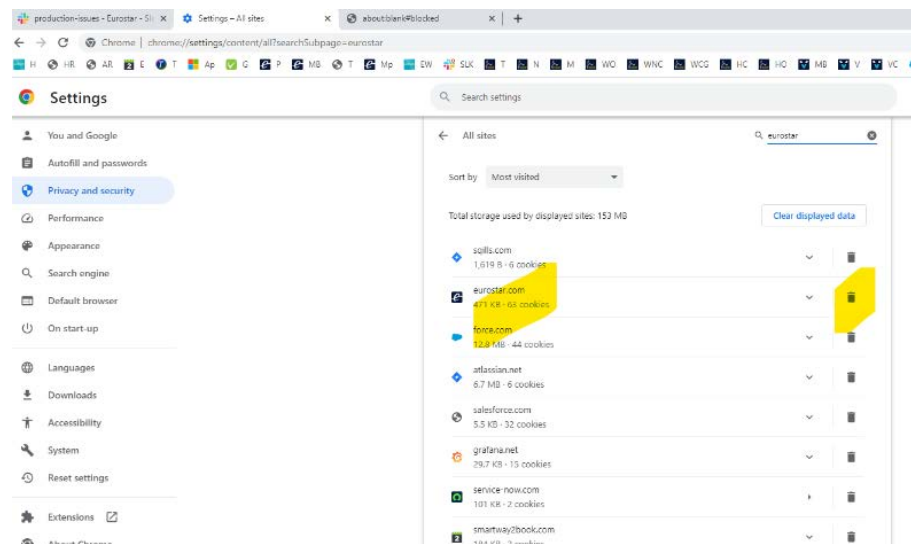 production-issues - Eurostar - Sl
Settings – All sites
about:blank#blocked
Chrome | chrome://settings/content/all?searchSubpage=eurostar
H HR AR E T Ap G P MB T Mp EW SLK T N M WO WNC WCG HC HO MB V VC
Settings
Search settings
You and Google
Autofill and passwords
Privacy and security
Performance
Appearance
Search engine
Default browser
On start-up
Languages
Downloads
Accessibility
System
Reset settings
Extensions
About Chrome
All sites
eurostar
Sort by Most visited
Total storage used by displayed sites: 153 MB
Clear displayed data
sqills.com
1,619 B · 6 cookies
eurostar.com
471 KB · 63 cookies
force.com
12.8 MB · 44 cookies
atlassian.net
6.7 MB · 6 cookies
salesforce.com
5.5 KB · 32 cookies
grafana.net
29.7 KB · 15 cookies
service-now.com
101 KB · 2 cookies
smartway2book.com